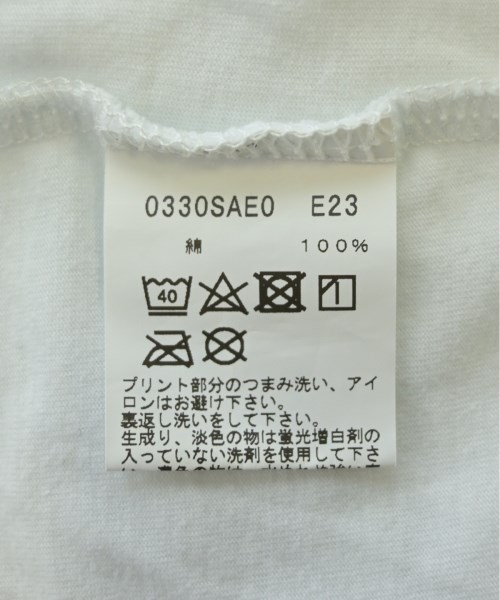 0330SAE0 E23
綿 100%
40
プリント部分のつまみ洗い、アイ
ロンはお避け下さい。
裏返し洗いをして下さい。
生成り、淡色の物は蛍光増白剤の
入っていない洗剤を使用して下さ